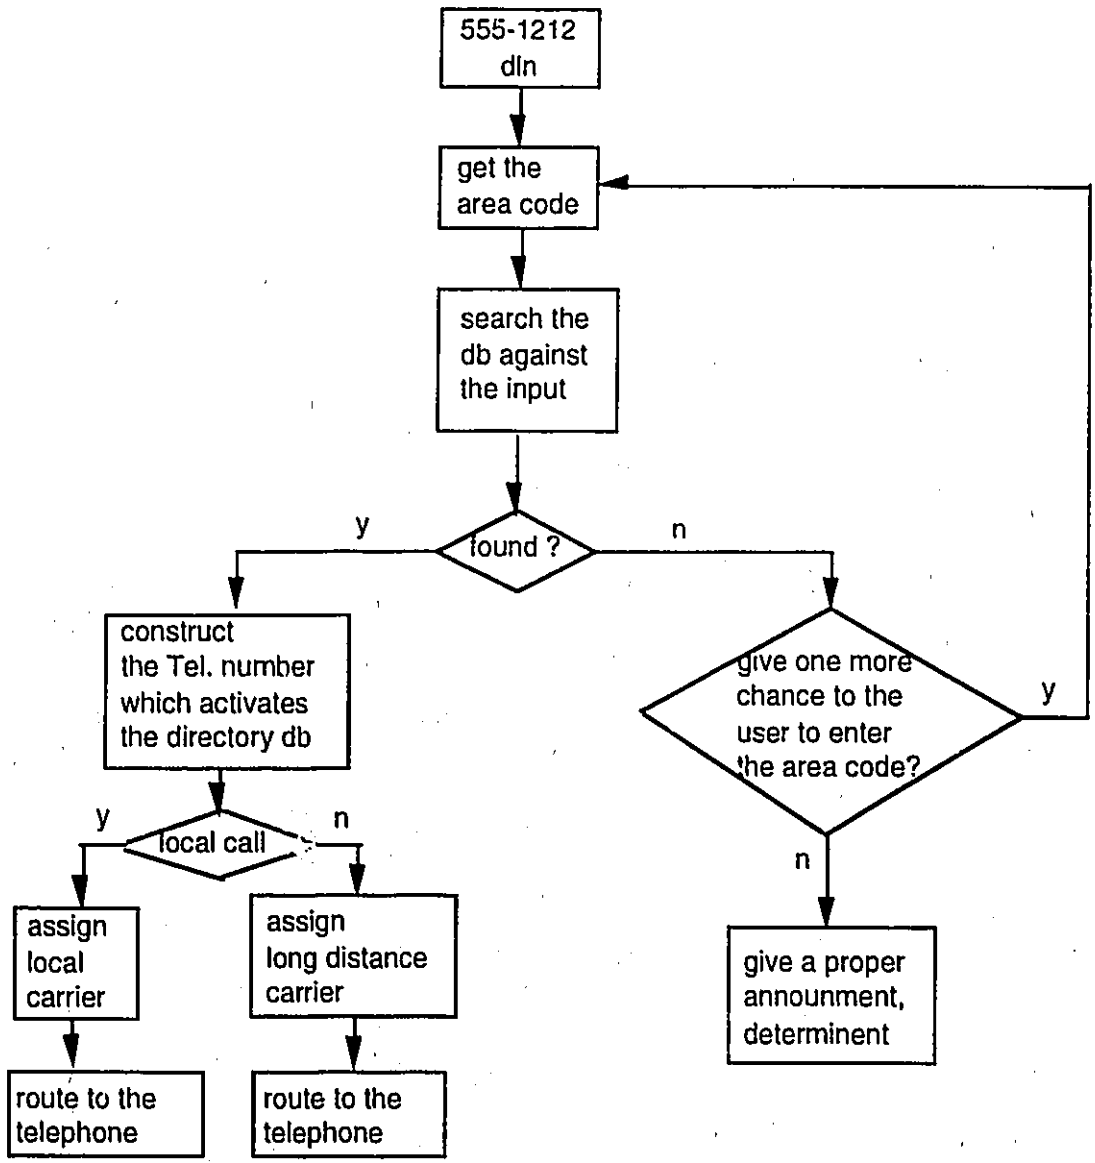 555-1212
dln
get the
area code
search the
db against
the input
found ?
y
n
construct
the Tel. number
which activates
the directory db
give one more
chance to the
user to enter
the area code?
y
local call
y
n
n
assign
local
carrier
assign
long distance
carrier
give a proper
announment,
determinent
route to the
telephone
route to the
telephone